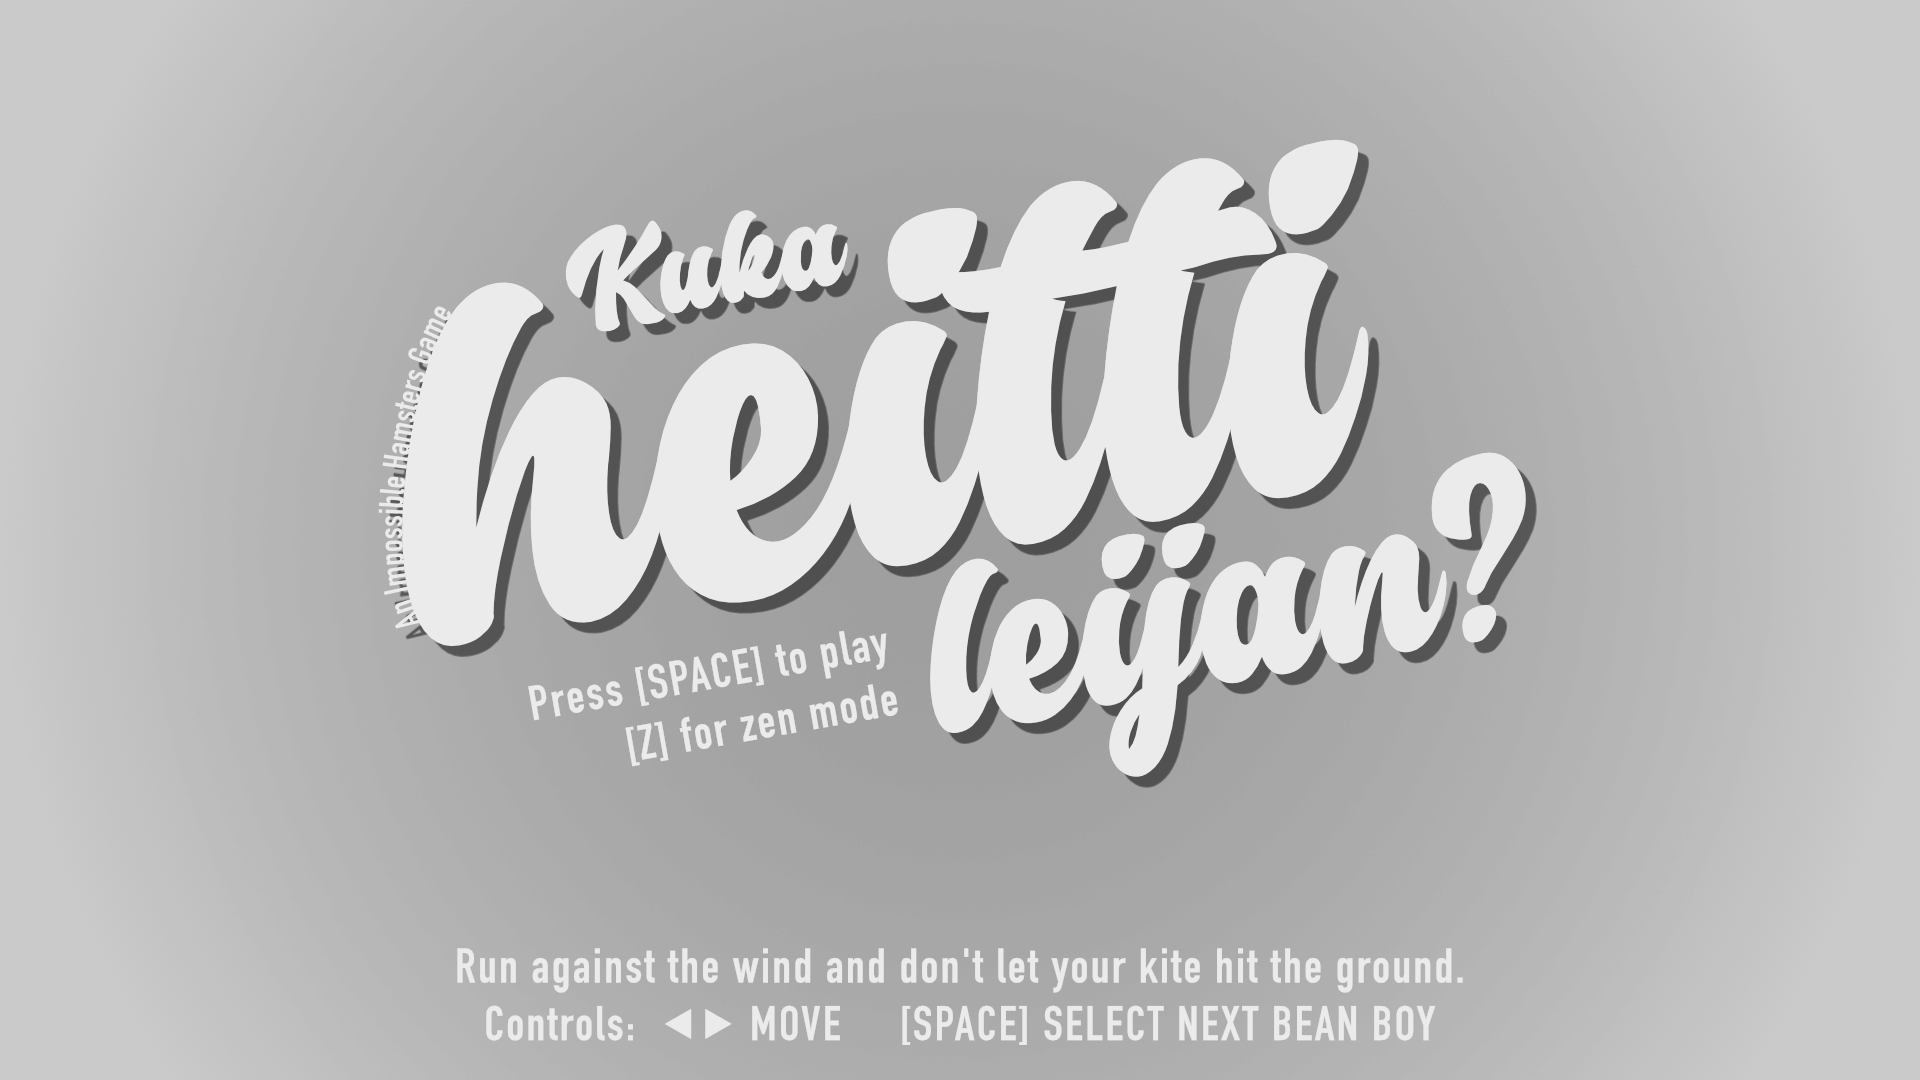 Kuka
heitti
leijan?
An Impossible Hamsters Game
Press [SPACE] to play
[Z] for zen mode
Run against the wind and don't let your kite hit the ground.
Controls: ◀ ▶ MOVE [SPACE] SELECT NEXT BEAN BOY